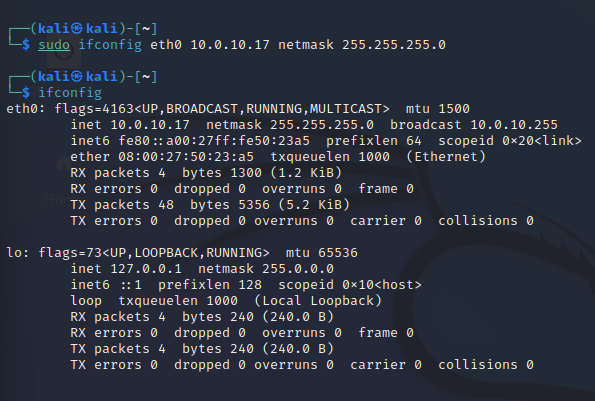 ┌──(kali㉿kali)-[~]
└─$ sudo ifconfig eth0 10.0.10.17 netmask 255.255.255.0
┌──(kali㉿kali)-[~]
└─$ ifconfig
eth0: flags=4163<UP,BROADCAST,RUNNING,MULTICAST>  mtu 1500
        inet 10.0.10.17  netmask 255.255.255.0  broadcast 10.0.10.255
        inet6 fe80::a00:27ff:fe50:23a5  prefixlen 64  scopeid 0×20<link>
        ether 08:00:27:50:23:a5  txqueuelen 1000  (Ethernet)
        RX packets 4  bytes 1300 (1.2 KiB)
        RX errors 0  dropped 0  overruns 0  frame 0
        TX packets 48  bytes 5356 (5.2 KiB)
        TX errors 0  dropped 0 overruns 0  carrier 0  collisions 0
lo: flags=73<UP,LOOPBACK,RUNNING>  mtu 65536
        inet 127.0.0.1  netmask 255.0.0.0
        inet6 ::1  prefixlen 128  scopeid 0×10<host>
        loop  txqueuelen 1000  (Local Loopback)
        RX packets 4  bytes 240 (240.0 B)
        RX errors 0  dropped 0  overruns 0  frame 0
        TX packets 4  bytes 240 (240.0 B)
        TX errors 0  dropped 0 overruns 0  carrier 0  collisions 0